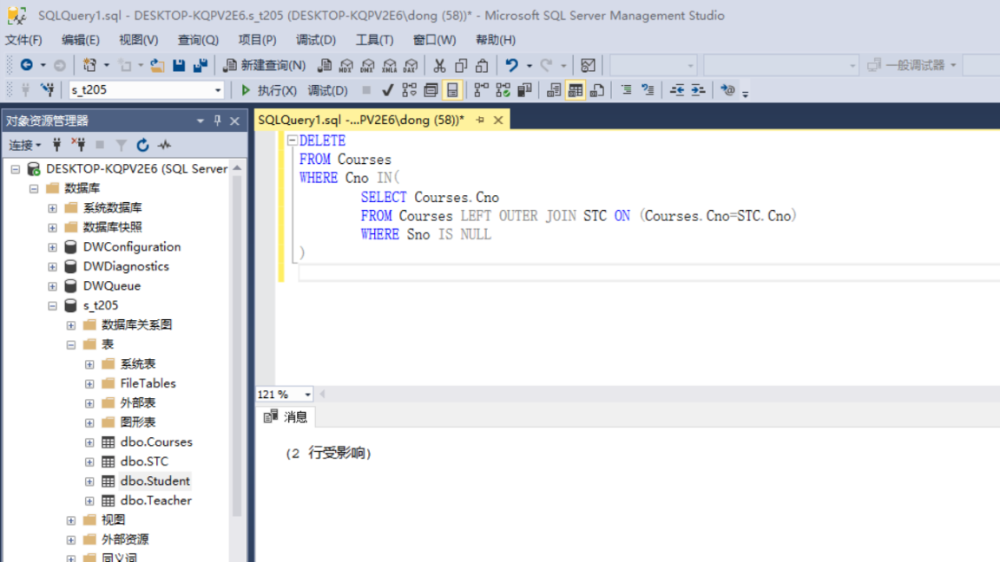 SQLQuery1.sql - DESKTOP-KQPV2E6.s_t205 (DESKTOP-KQPV2E6\dong (58))* - Microsoft SQL Server Management Studio
文件(F) 编辑(E) 视图(V) 查询(Q) 项目(P) 调试(D) 工具(T) 窗口(W) 帮助(H)
新建查询(N) MDX DMX XMLA DAX 一般调试器
s_t205 执行(X) 调试(D)
对象资源管理器
连接
DESKTOP-KQPV2E6 (SQL Server
数据库
系统数据库
数据库快照
DWConfiguration
DWDiagnostics
DWQueue
s_t205
数据库关系图
表
系统表
FileTables
外部表
图形表
dbo.Courses
dbo.STC
dbo.Student
dbo.Teacher
视图
外部资源
同义词
SQLQuery1.sql -...PV2E6\dong (58))*
DELETE
FROM Courses
WHERE Cno IN(
SELECT Courses.Cno
FROM Courses LEFT OUTER JOIN STC ON (Courses.Cno=STC.Cno)
WHERE Sno IS NULL
)
121 %
消息
(2 行受影响)